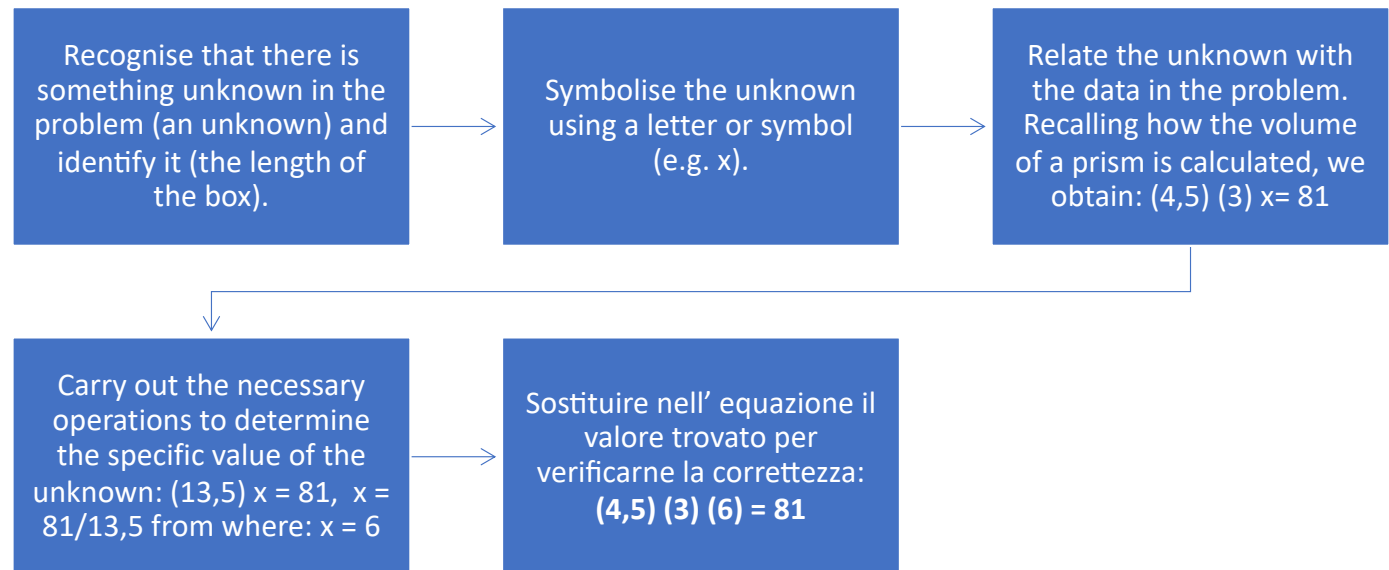 Recognise that there is
something unknown in the
problem (an unknown) and
identify it (the length of
the box).
Symbolise the unknown
using a letter or symbol
(e.g. x).
Relate the unknown with
the data in the problem.
Recalling how the volume
of a prism is calculated, we
obtain: (4,5) (3) x= 81
Carry out the necessary
operations to determine
the specific value of the
unknown: (13,5) x = 81,  x =
81/13,5 from where: x = 6
Sostituire nell’ equazione il
valore trovato per
verificarne la correttezza:
(4,5) (3) (6) = 81